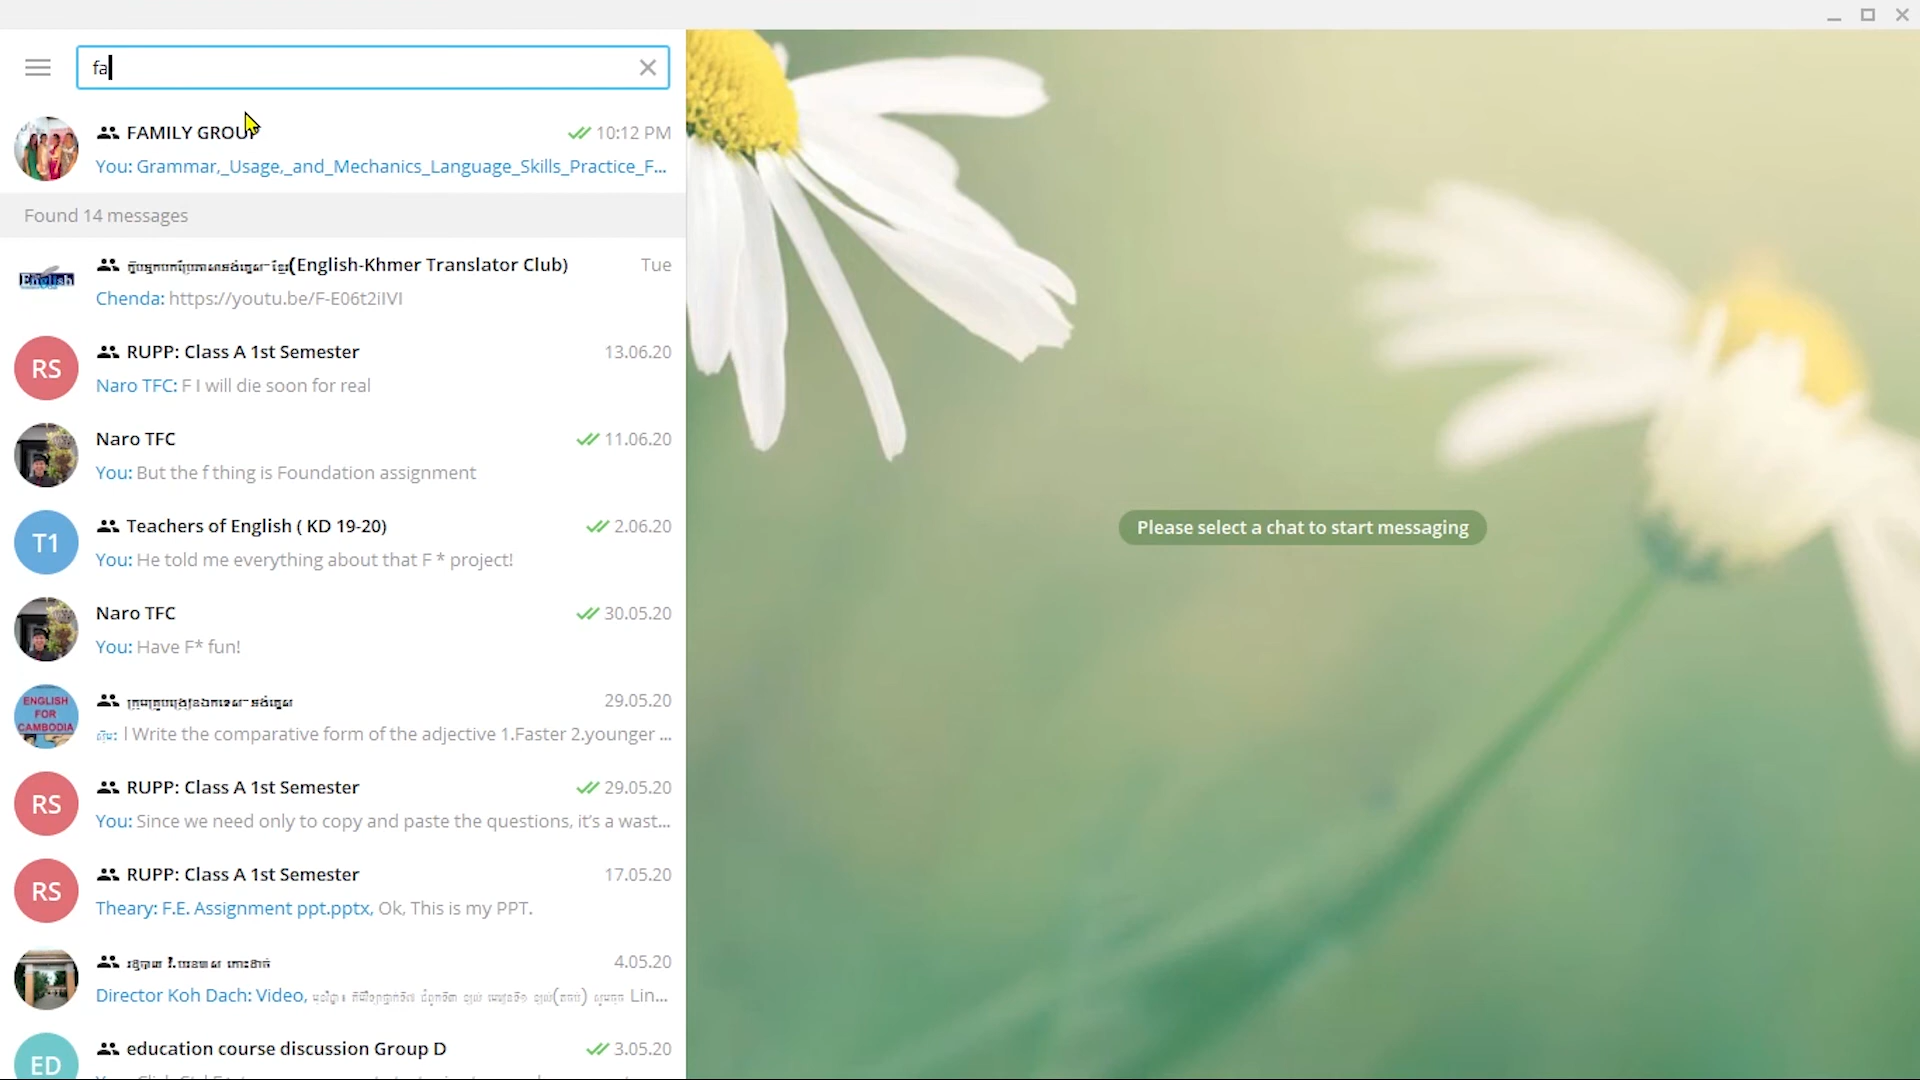 fa
FAMILY GROUP
10:12 PM
You: Grammar,_Usage,_and_Mechanics_Language_Skills_Practice_F...
Found 14 messages
(English-Khmer Translator Club)
Tue
English
Chenda: https://youtu.be/F-E06t2iIVI
RUPP: Class A 1st Semester
13.06.20
RS
Naro TFC: F I will die soon for real
Naro TFC
11.06.20
You: But the f thing is Foundation assignment
Teachers of English ( KD 19-20)
2.06.20
T1
You: He told me everything about that F * project!
Naro TFC
30.05.20
You: Have F* fun!
29.05.20
ENGLISH
FOR
CAMBODIA
l Write the comparative form of the adjective 1.Faster 2.younger ...
RUPP: Class A 1st Semester
29.05.20
RS
You: Since we need only to copy and paste the questions, it's a wast...
RUPP: Class A 1st Semester
17.05.20
RS
Theary: F.E. Assignment ppt.pptx, Ok, This is my PPT.
4.05.20
Director Koh Dach: Video, Lin...
education course discussion Group D
3.05.20
ED
Please select a chat to start messaging